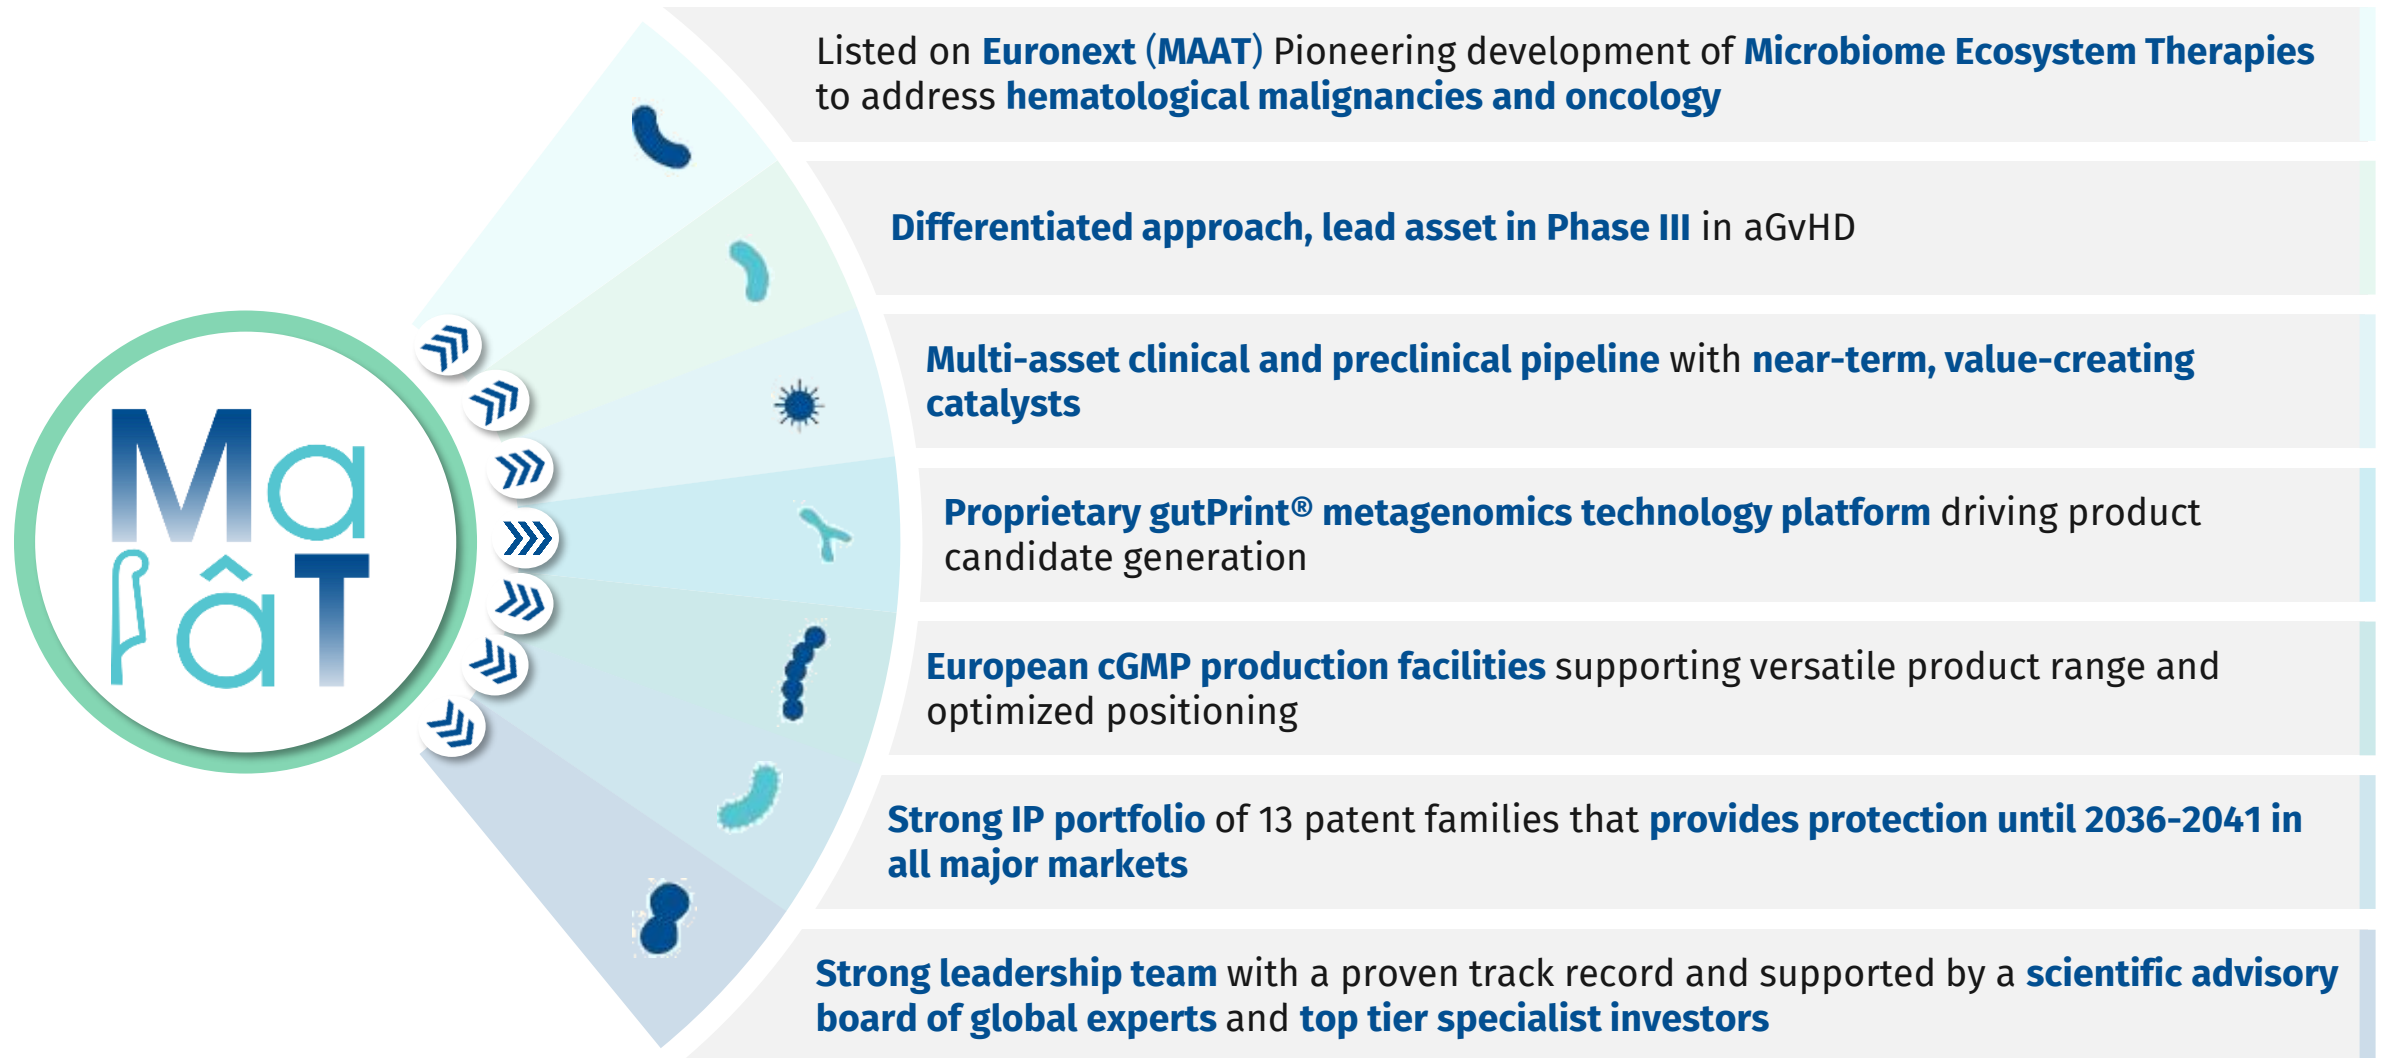 Ma
âT
Listed on Euronext (MAAT) Pioneering development of Microbiome Ecosystem Therapies
to address hematological malignancies and oncology
Differentiated approach, lead asset in Phase III in aGvHD
Multi-asset clinical and preclinical pipeline with near-term, value-creating
catalysts
Proprietary gutPrint® metagenomics technology platform driving product
candidate generation
European cGMP production facilities supporting versatile product range and
optimized positioning
Strong IP portfolio of 13 patent families that provides protection until 2036-2041 in
all major markets
Strong leadership team with a proven track record and supported by a scientific advisory
board of global experts and top tier specialist investors